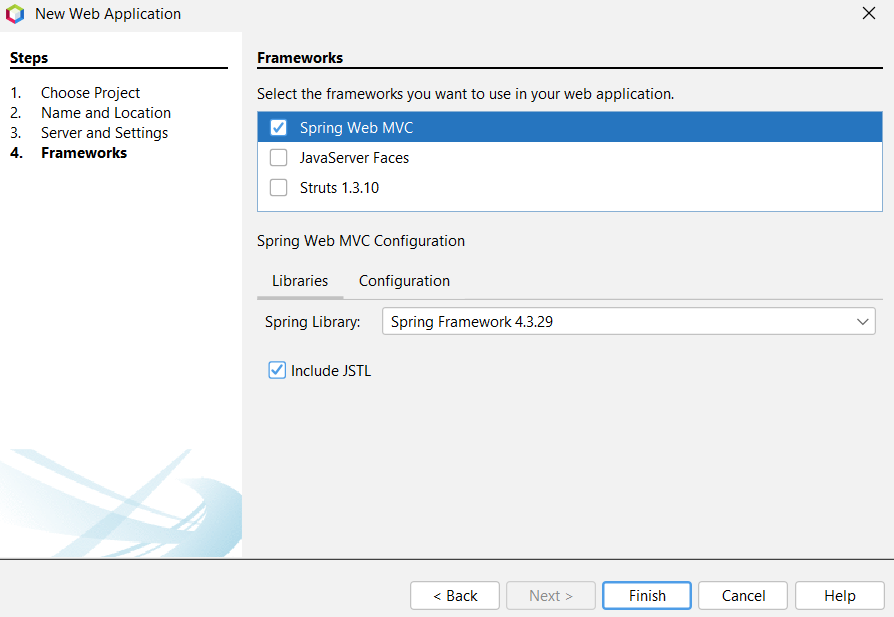 New Web Application
Steps
1. Choose Project
2. Name and Location
3. Server and Settings
4. Frameworks
Frameworks
Select the frameworks you want to use in your web application.
Spring Web MVC
JavaServer Faces
Struts 1.3.10
Spring Web MVC Configuration
Libraries Configuration
Spring Library: Spring Framework 4.3.29
Include JSTL
< Back Next > Finish Cancel Help